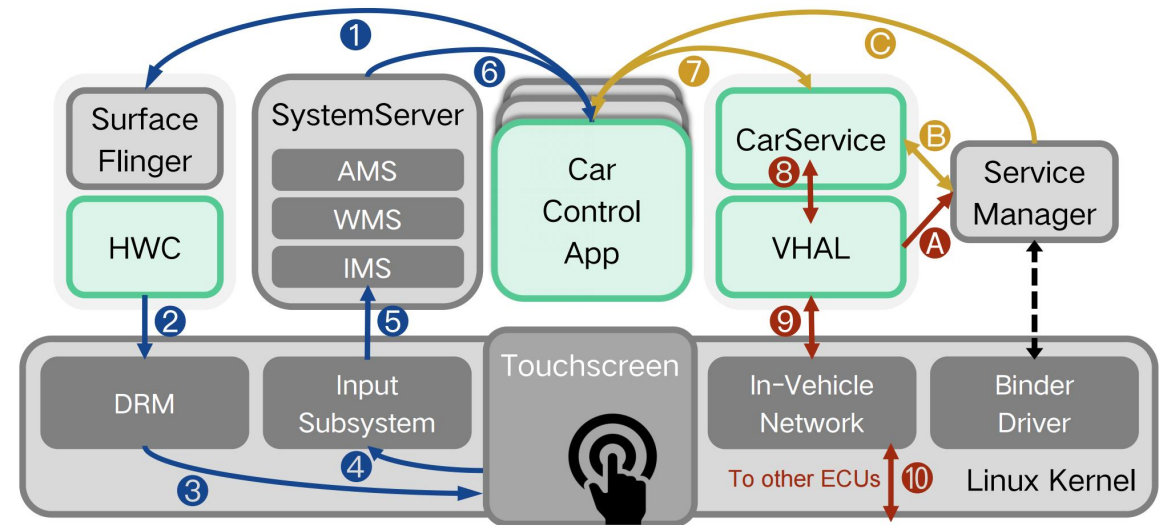 1
6
7
C
Surface
Flinger
HWC
SystemServer
AMS
WMS
IMS
Car
Control
App
CarService
8
VHAL
B
A
Service
Manager
2
5
9
Touchscreen
DRM
Input
Subsystem
In-Vehicle
Network
Binder
Driver
3
4
To other ECUs
10
Linux Kernel